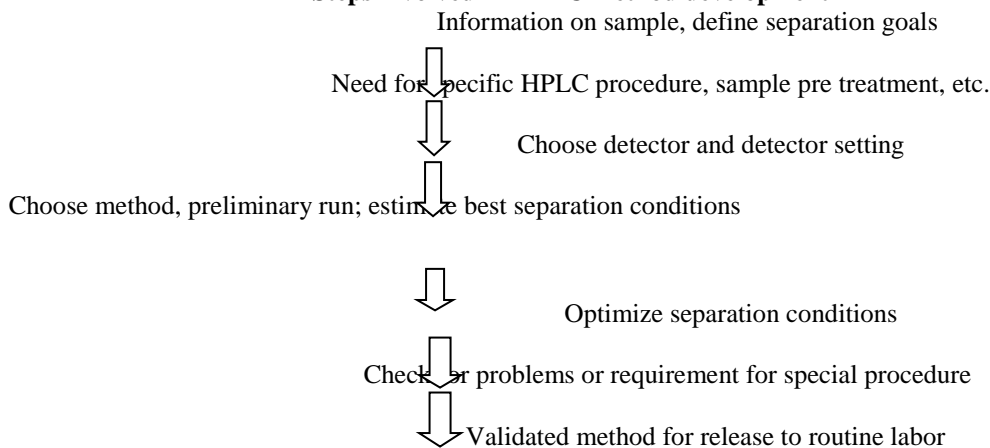 Information on sample, define separation goals
Need for specific HPLC procedure, sample pre treatment, etc.
Choose detector and detector setting
Choose method, preliminary run; estimate best separation conditions
Optimize separation conditions
Check for problems or requirement for special procedure
Validated method for release to routine labor